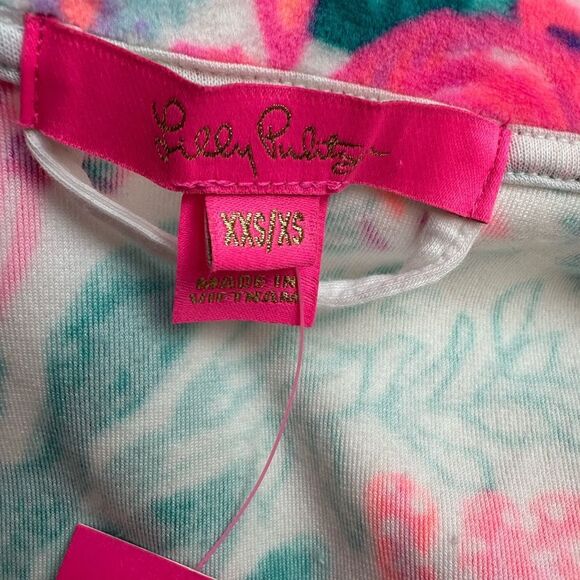 Lilly Pulitzer
XXS/XS
MADE IN
VIETNAM